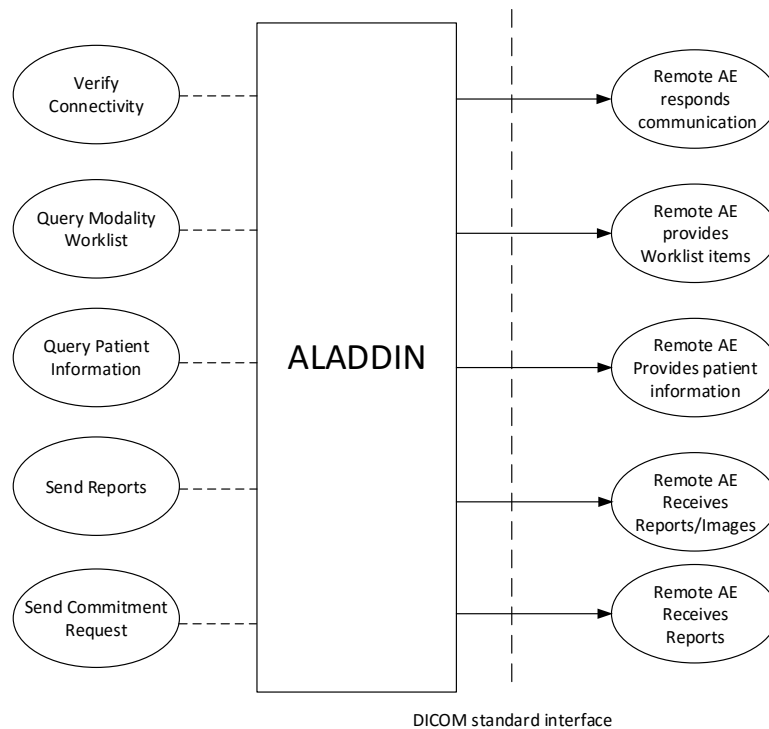 Verify
Connectivity
Remote AE
responds
communication
Query Modality
Worklist
Remote AE
provides
Worklist items
Query Patient
Information
ALADDIN
Remote AE
Provides patient
information
Send Reports
Remote AE
Receives
Reports/Images
Send Commitment
Request
Remote AE
Receives
Reports
DICOM standard interface